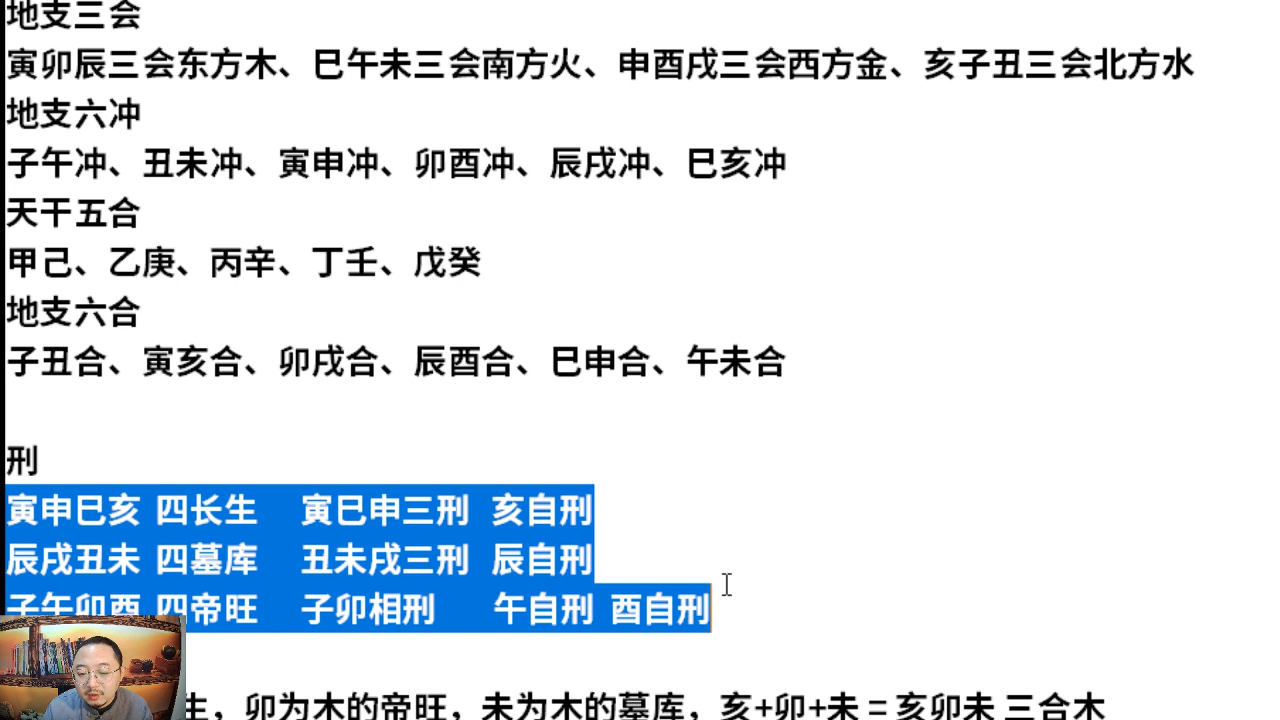 地支三会
寅卯辰三会东方木、巳午未三会南方火、申酉戌三会西方金、亥子丑三会北方水
地支六冲
子午冲、丑未冲、寅申冲、卯酉冲、辰戌冲、巳亥冲
天干五合
甲己、乙庚、丙辛、丁壬、戊癸
地支六合
子丑合、寅亥合、卯戌合、辰酉合、巳申合、午未合
刑
寅申巳亥 四长生 寅巳申三刑 亥自刑
辰戌丑未 四墓库 丑未戌三刑 辰自刑
子午卯酉 四帝旺 子卯相刑 午自刑 酉自刑
生，卯为木的帝旺，未为木的墓库，亥+卯+未 = 亥卯未 三合木